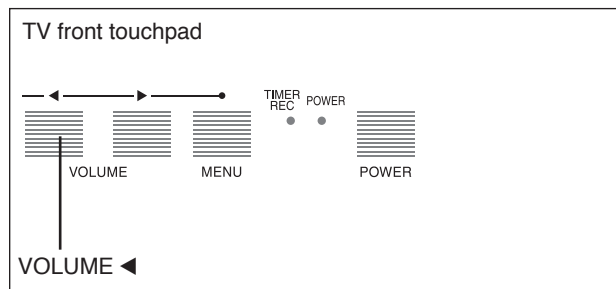 TV front touchpad
◀ ▶
TIMER
REC
POWER
VOLUME
MENU
POWER
VOLUME ◀